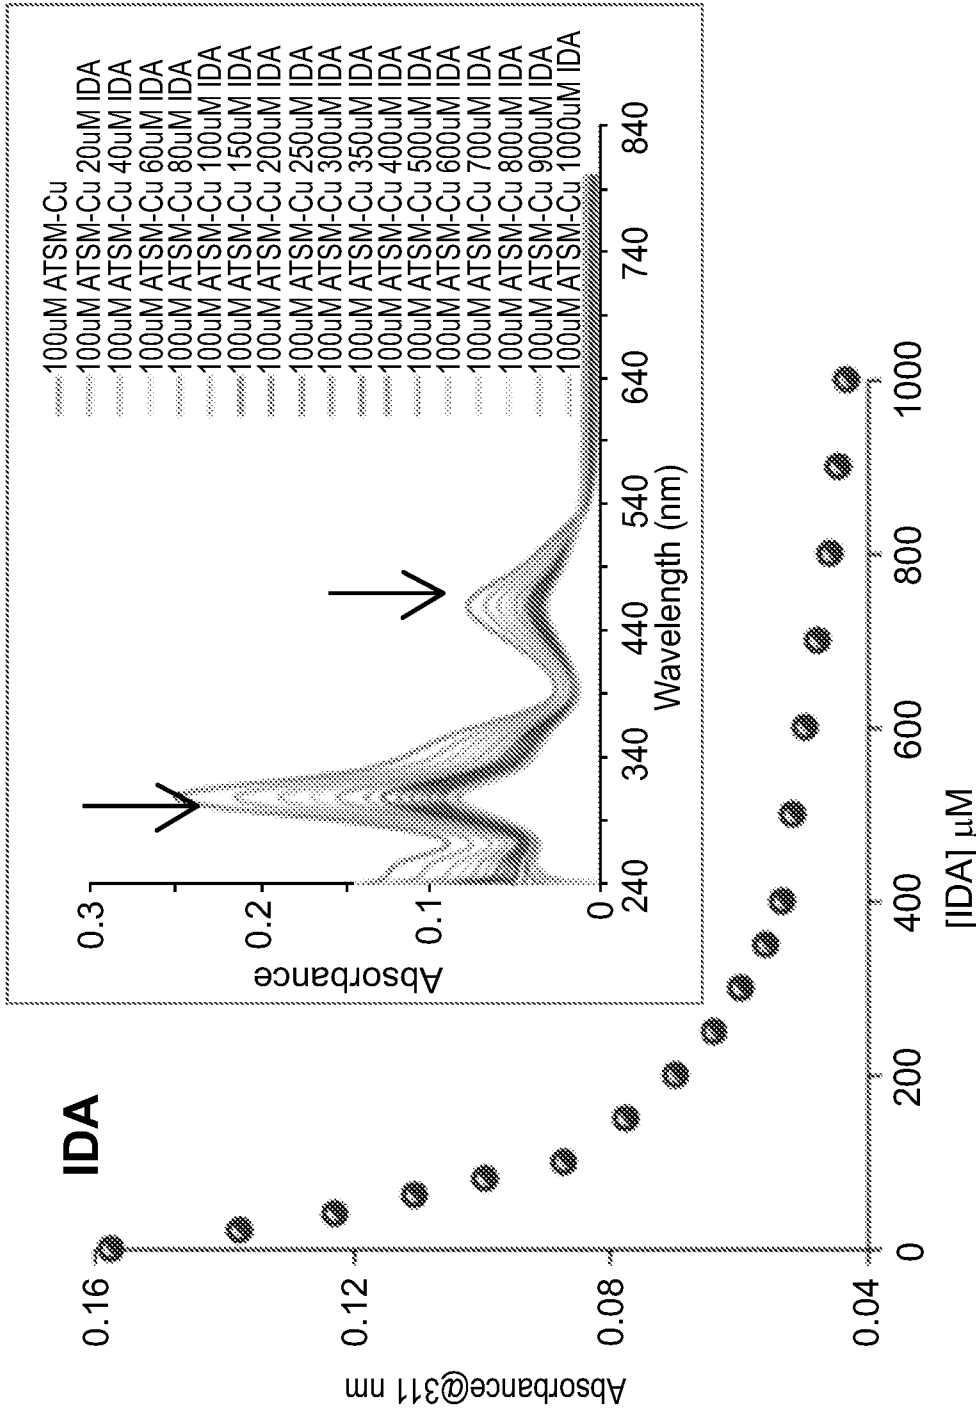 IDA
Absorbance@311 nm
0.16
0.12
0.08
0.04
0
200
400
600
800
1000
[IDA] µM
Absorbance
0.3
0.2
0.1
0
240
340
440
540
640
740
840
Wavelength (nm)
100uM ATSM-Cu
100uM ATSM-Cu 20uM IDA
100uM ATSM-Cu 40uM IDA
100uM ATSM-Cu 60uM IDA
100uM ATSM-Cu 80uM IDA
100uM ATSM-Cu 100uM IDA
100uM ATSM-Cu 150uM IDA
100uM ATSM-Cu 200uM IDA
100uM ATSM-Cu 250uM IDA
100uM ATSM-Cu 300uM IDA
100uM ATSM-Cu 350uM IDA
100uM ATSM-Cu 400uM IDA
100uM ATSM-Cu 500uM IDA
100uM ATSM-Cu 600uM IDA
100uM ATSM-Cu 700uM IDA
100uM ATSM-Cu 800uM IDA
100uM ATSM-Cu 900uM IDA
100uM ATSM-Cu 1000uM IDA